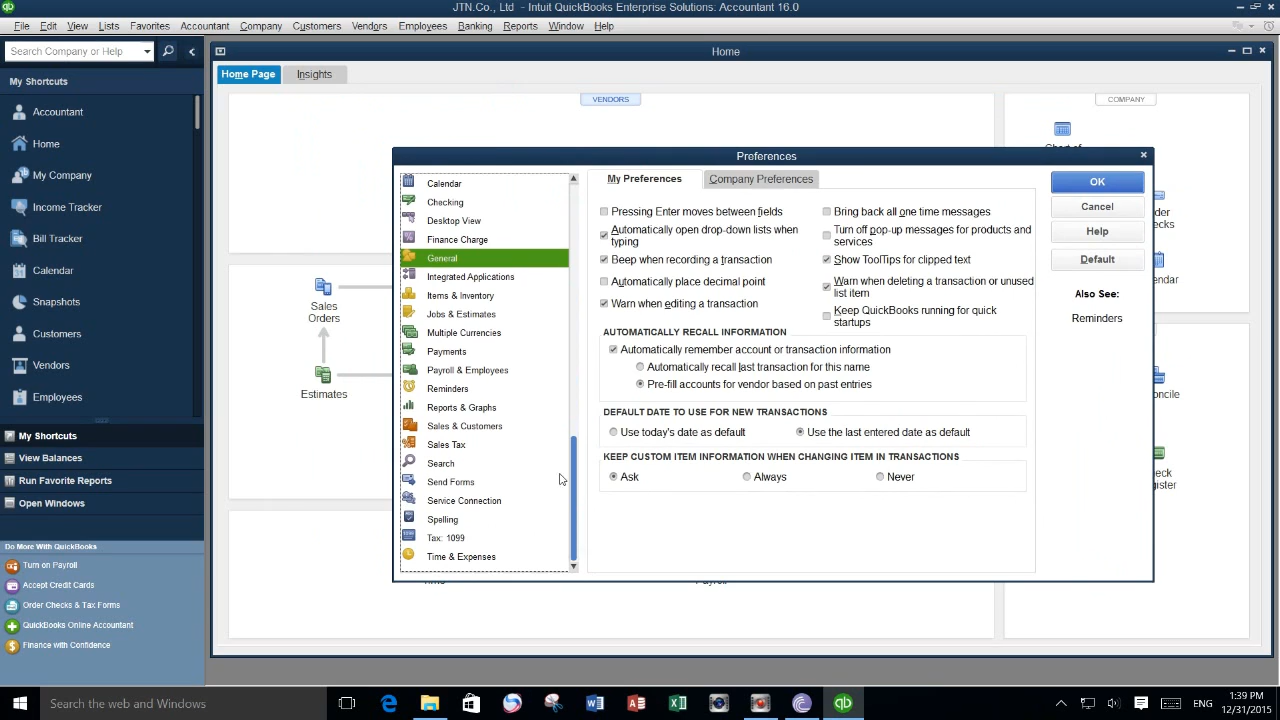 JTN.Co., Ltd - Intuit QuickBooks Enterprise Solutions: Accountant 16.0
File Edit View Lists Favorites Accountant Company Customers Vendors Employees Banking Reports Window Help
Search Company or Help
My Shortcuts
Accountant
Home
My Company
Income Tracker
Bill Tracker
Calendar
Snapshots
Customers
Vendors
Employees
My Shortcuts
View Balances
Run Favorite Reports
Open Windows
Do More With QuickBooks
Turn on Payroll
Accept Credit Cards
Order Checks & Tax Forms
QuickBooks Online Accountant
Finance with Confidence
Home
Home Page Insights
VENDORS
COMPANY
Sales
Orders
Estimates
Preferences
Calendar
Checking
Desktop View
Finance Charge
General
Integrated Applications
Items & Inventory
Jobs & Estimates
Multiple Currencies
Payments
Payroll & Employees
Reminders
Reports & Graphs
Sales & Customers
Sales Tax
Search
Send Forms
Service Connection
Spelling
Tax: 1099
Time & Expenses
My Preferences Company Preferences
Pressing Enter moves between fields
Automatically open drop-down lists when
typing
Beep when recording a transaction
Automatically place decimal point
Warn when editing a transaction
Bring back all one time messages
Turn off pop-up messages for products and
services
Show ToolTips for clipped text
Warn when deleting a transaction or unused
list item
Keep QuickBooks running for quick
startups
AUTOMATICALLY RECALL INFORMATION
Automatically remember account or transaction information
Automatically recall last transaction for this name
Pre-fill accounts for vendor based on past entries
DEFAULT DATE TO USE FOR NEW TRANSACTIONS
Use today's date as default Use the last entered date as default
KEEP CUSTOM ITEM INFORMATION WHEN CHANGING ITEM IN TRANSACTIONS
Ask Always Never
OK
Cancel
Help
Default
Also See:
Reminders
Search the web and Windows
ENG
1:39 PM
12/31/2015